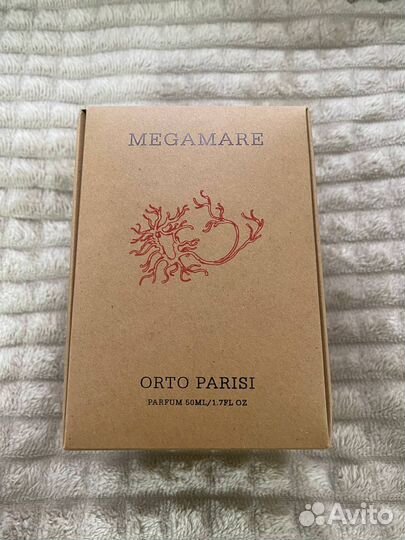 MEGAMARE
ORTO PARISI
PARFUM 50ML/1.7FL OZ
Avito